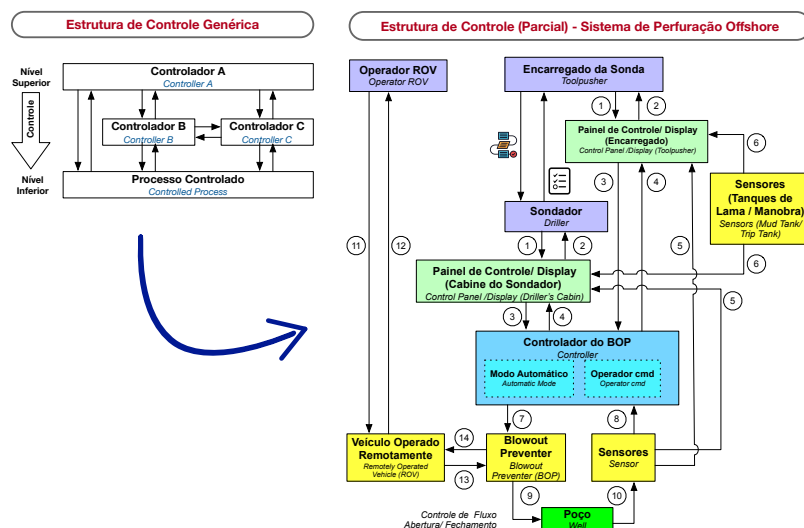 Estrutura de Controle Genérica
Estrutura de Controle (Parcial) - Sistema de Perfuração Offshore
Nível
Superior
Controle
Nível
Inferior
Controlador A
Controller A
Controlador B
Controller B
Controlador C
Controller C
Processo Controlado
Controlled Process
Operador ROV
Operator ROV
Encarregado da Sonda
Toolpusher
1
2
Painel de Controle/ Display
(Encarregado)
Control Panel /Display (Toolpusher)
6
3
4
Sensores
(Tanques de
Lama / Manobra)
Sensors (Mud Tank/
Trip Tank)
Sondador
Driller
11
12
1
2
5
6
Painel de Controle/ Display
(Cabine do Sondador)
Control Panel /Display (Driller's Cabin)
5
3
4
Controlador do BOP
Controller
Modo Automático
Automatic Mode
Operador cmd
Operator cmd
7
8
14
Veículo Operado
Remotamente
Remotely Operated
Vehicle (ROV)
13
Blowout
Preventer
Blowout
Preventer (BOP)
Sensores
Sensor
9
10
Controle de Fluxo
Abertura/ Fechamento
Poço
Well